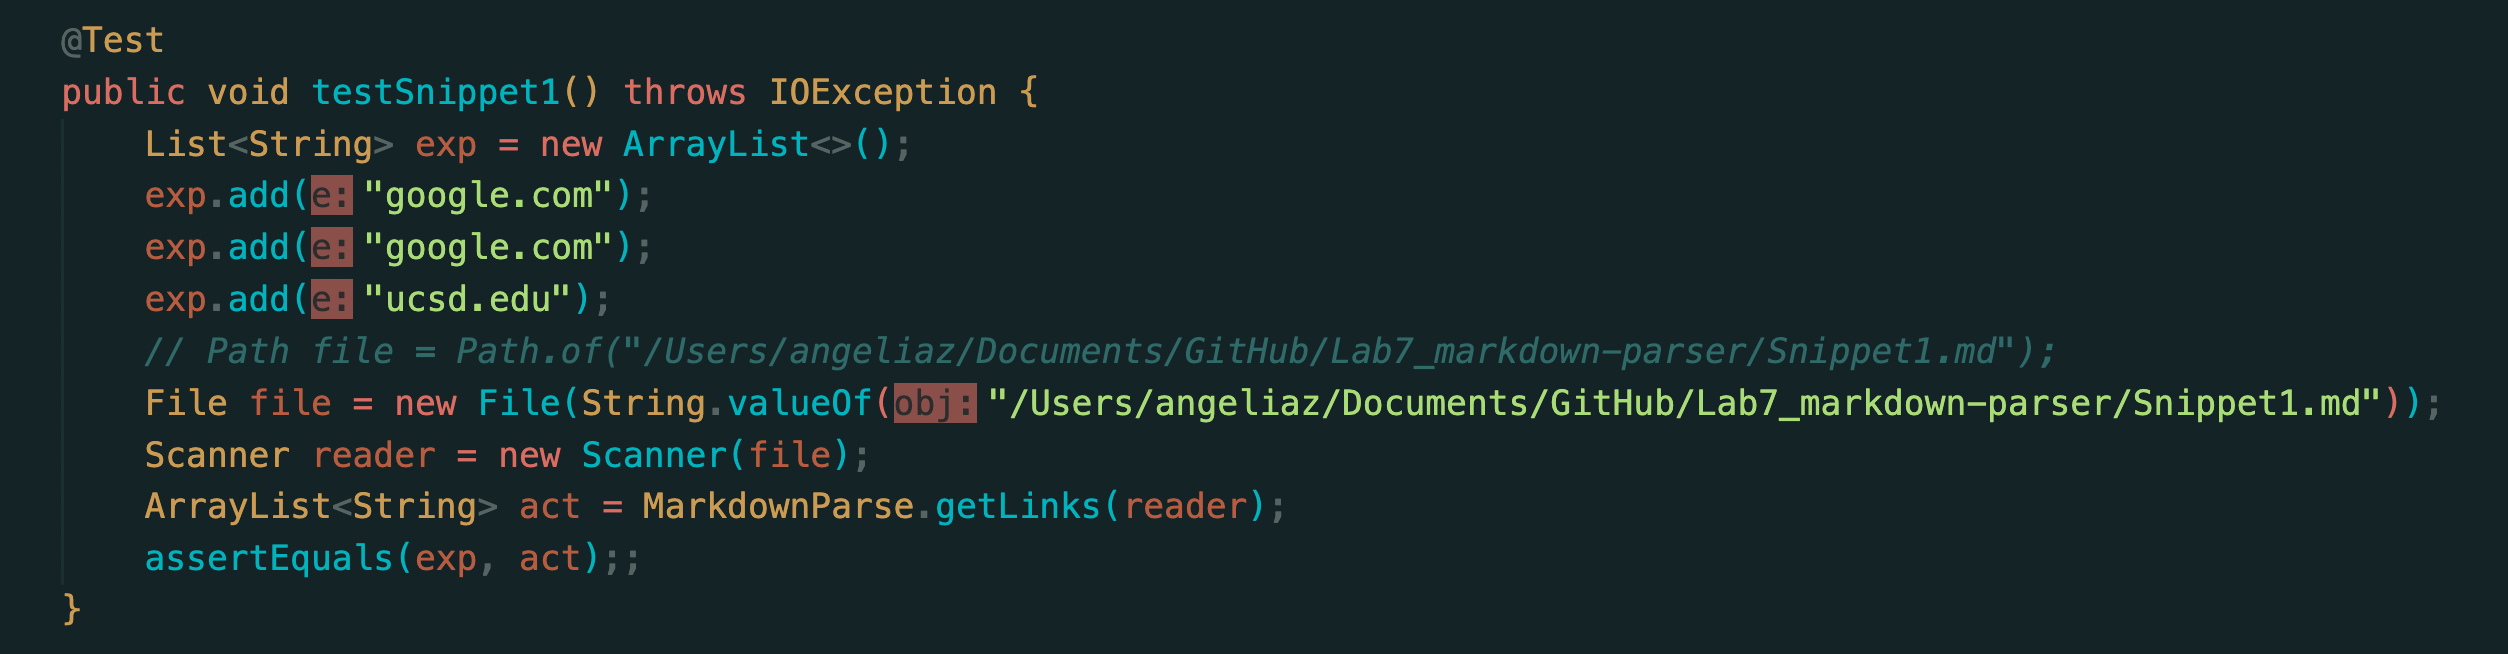 @Test
public void testSnippet1() throws IOException {
    List<String> exp = new ArrayList<>();
    exp.add(e: "google.com");
    exp.add(e: "google.com");
    exp.add(e: "ucsd.edu");
    // Path file = Path.of("/Users/angeliaz/Documents/GitHub/Lab7_markdown-parser/Snippet1.md");
    File file = new File(String.valueOf(obj: "/Users/angeliaz/Documents/GitHub/Lab7_markdown-parser/Snippet1.md"));
    Scanner reader = new Scanner(file);
    ArrayList<String> act = MarkdownParse.getLinks(reader);
    assertEquals(exp, act);;
}